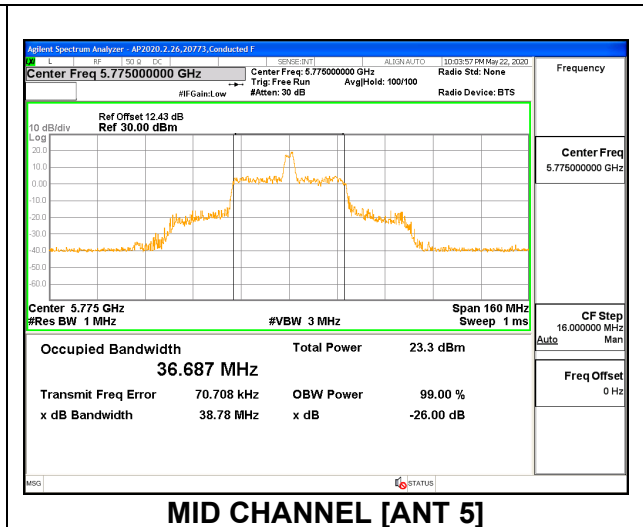 Agilent Spectrum Analyzer - AP2020.2.26,20773,Conducted F
L RF 50 Ω DC SENSE:INT ALIGN AUTO 10:03:57 PM May 22, 2020
Center Freq 5.775000000 GHz
Center Freq: 5.775000000 GHz
Radio Std: None
Trig: Free Run Avg|Hold: 100/100
#IFGain:Low #Atten: 30 dB Radio Device: BTS
Frequency
Ref Offset 12.43 dB
10 dB/div Ref 30.00 dBm
Log
20.0
10.0
0.00
-10.0
-20.0
-30.0
-40.0
-50.0
-60.0
Center Freq
5.775000000 GHz
Center 5.775 GHz Span 160 MHz
#Res BW 1 MHz #VBW 3 MHz Sweep 1 ms
CF Step
16.000000 MHz
Auto Man
Freq Offset
0 Hz
Occupied Bandwidth Total Power 23.3 dBm
36.687 MHz
Transmit Freq Error 70.708 kHz OBW Power 99.00 %
x dB Bandwidth 38.78 MHz x dB -26.00 dB
MSG STATUS
MID CHANNEL [ANT 5]